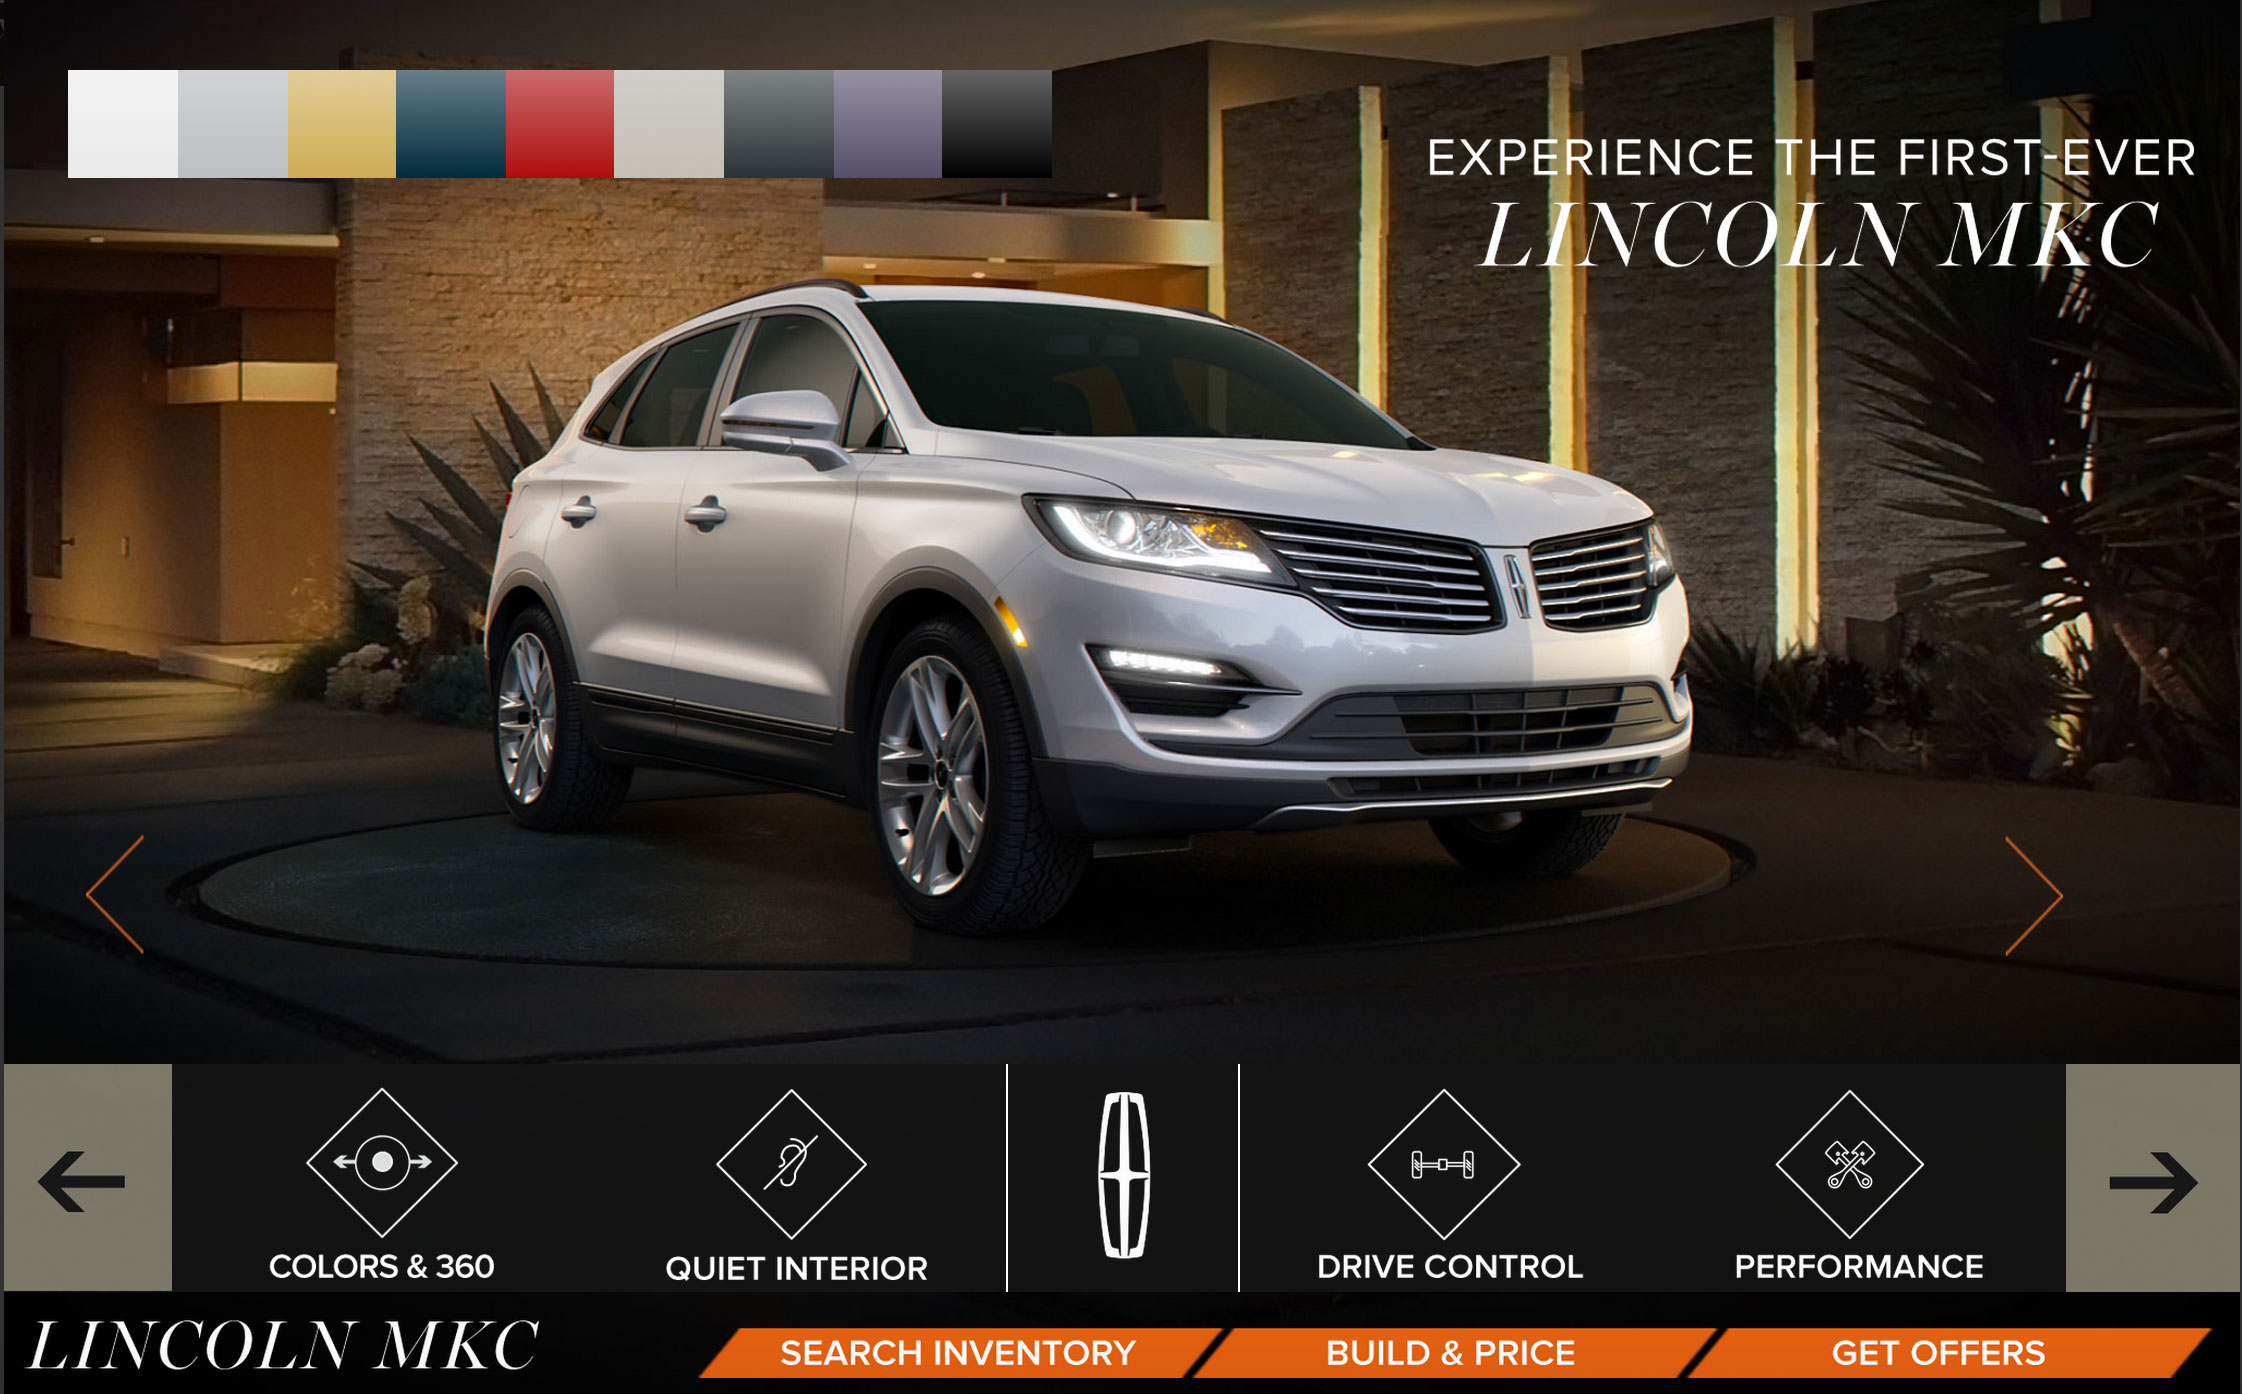 EXPERIENCE THE FIRST-EVER
LINCOLN MKC
COLORS & 360
QUIET INTERIOR
DRIVE CONTROL
PERFORMANCE
LINCOLN MKC
SEARCH INVENTORY
BUILD & PRICE
GET OFFERS